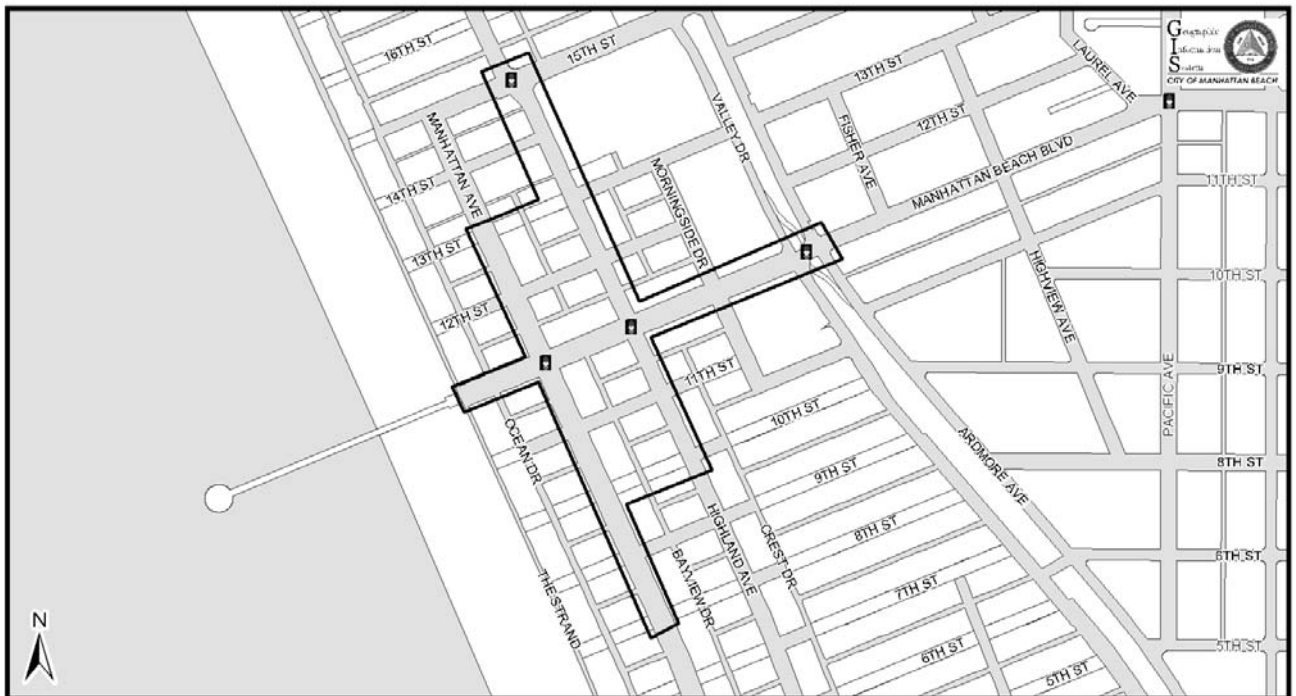 Geographic
Information
System
CITY OF MANHATTAN BEACH
16TH ST
15TH ST
LAUREL AVE
13TH ST
VALLEY DR
MANHATTAN AVE
FISHER AVE
12TH ST
MANHATTAN BEACH BLVD
14TH ST
MORNINGSIDE DR
11TH ST
13TH ST
HIGHVIEW AVE
10TH ST
12TH ST
PACIFIC AVE
11TH ST
9TH ST
OCEAN DR
10TH ST
ARDMORE AVE
9TH ST
8TH ST
HIGHLAND AVE
CREST DR
8TH ST
BAYVIEW DR
THE STRAND
7TH ST
6TH ST
6TH ST
5TH ST
5TH ST
N